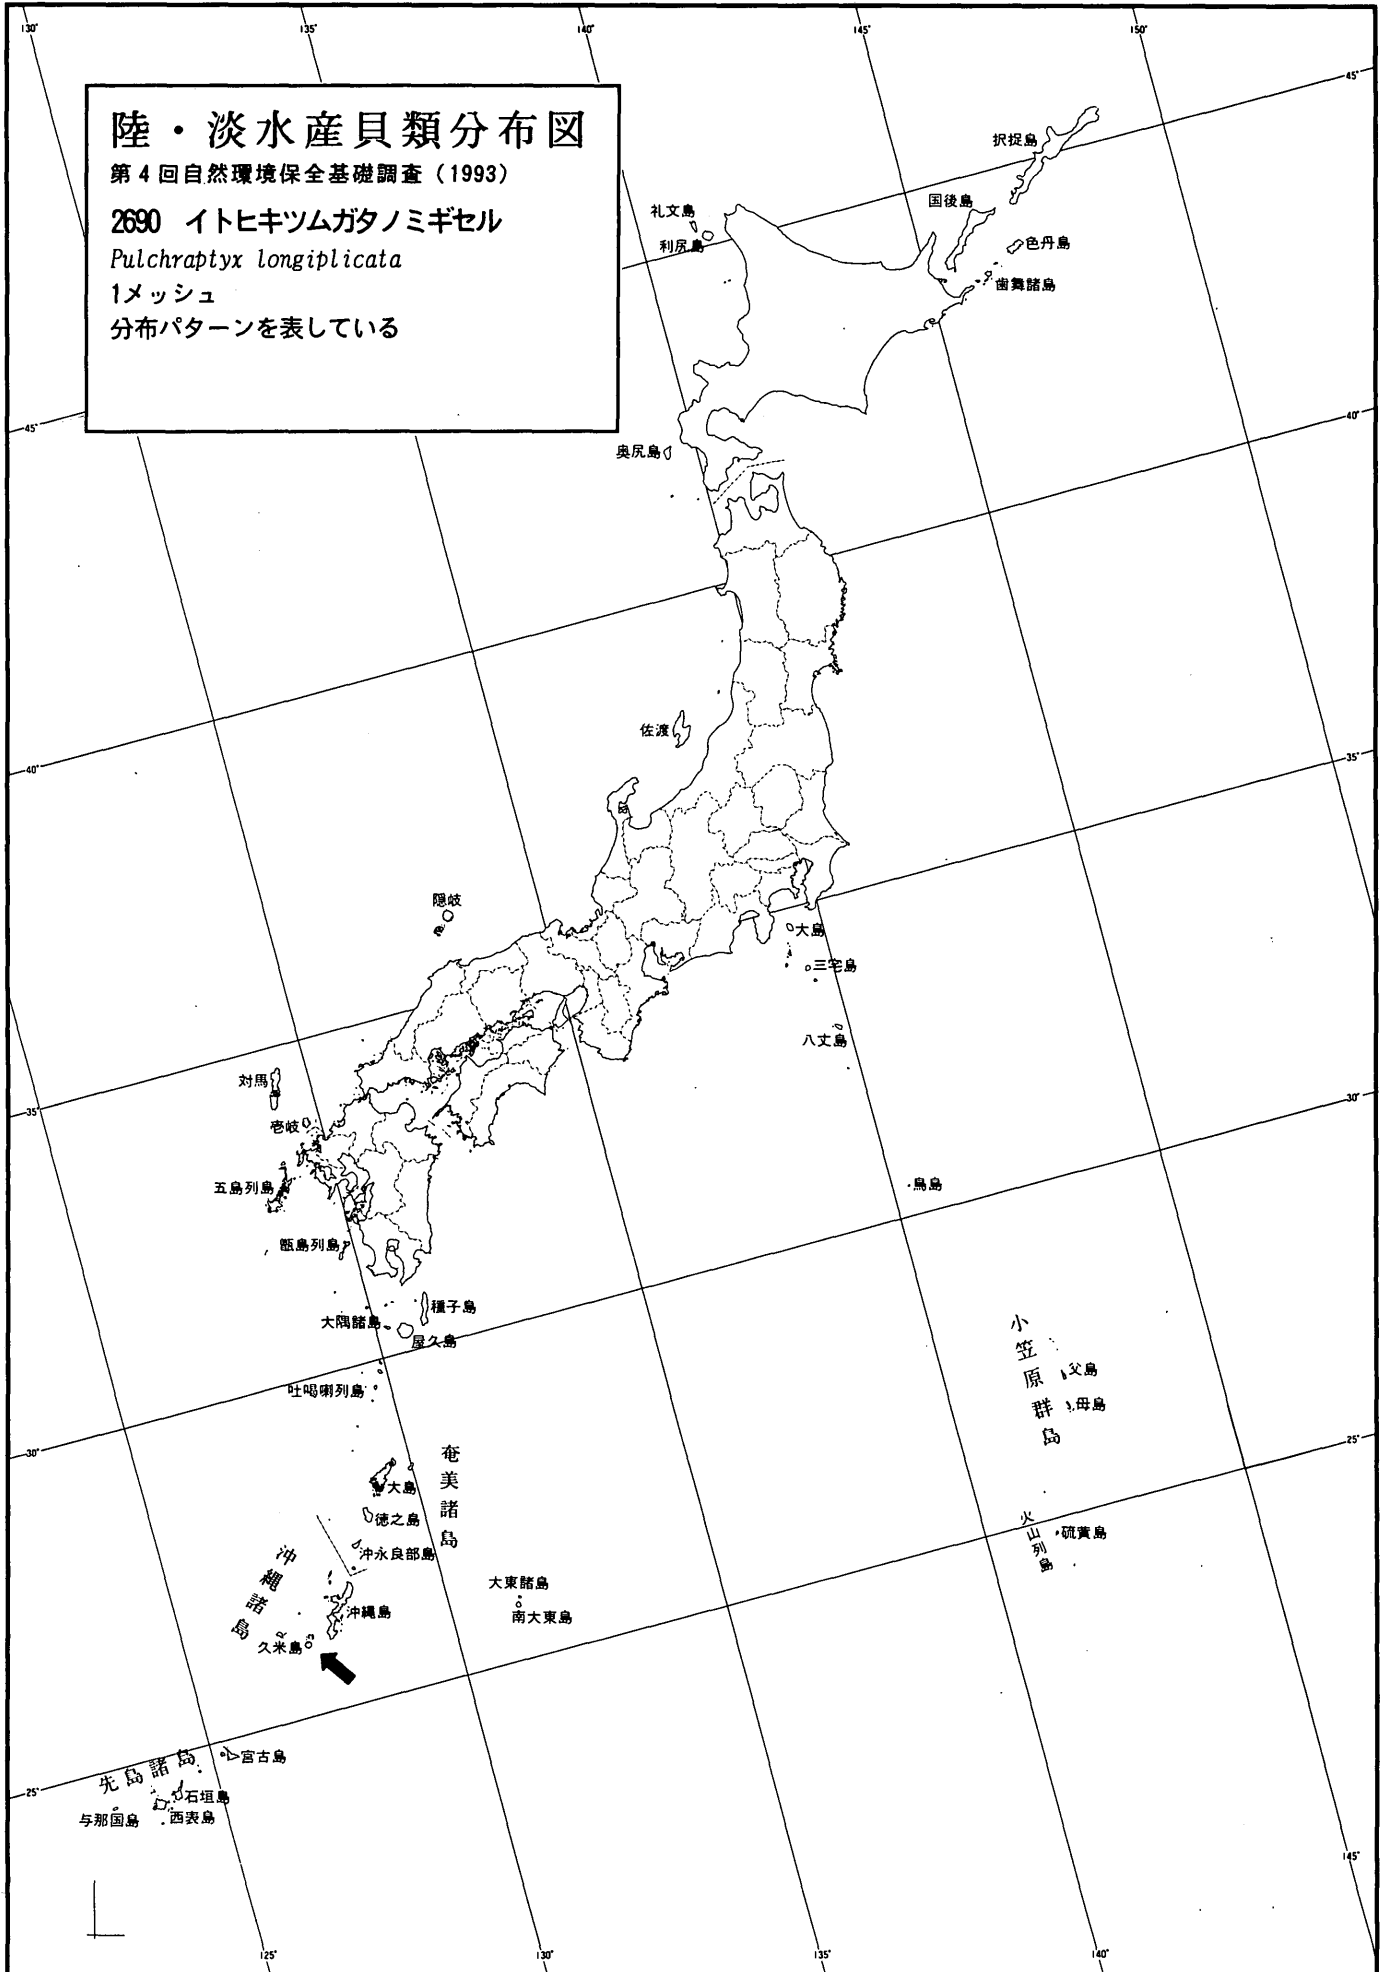 130°
135°
140°
145°
150°
陸・淡水産貝類分布図
第4回自然環境保全基礎調査（1993）
2690 イトヒキツムガタノミギセル
Pulchraptyx longiplicata
1メッシュ
分布パターンを表している
45°
択捉島
国後島
礼文島
利尻島
色丹島
歯舞諸島
45°
40°
奥尻島
佐渡
40°
35°
隠岐
大島
三宅島
八丈島
対馬
35°
壱岐
30°
五島列島
鳥島
甑島列島
種子島
大隅諸島
屋久島
吐喝喇列島
小笠原群島
父島
母島
30°
25°
奄美諸島
大島
徳之島
沖永良部島
火山列島
硫黄島
沖縄諸島
大東諸島
南大東島
沖縄島
久米島
先島諸島
宮古島
25°
石垣島
与那国島
西表島
145°
125°
130°
135°
140°